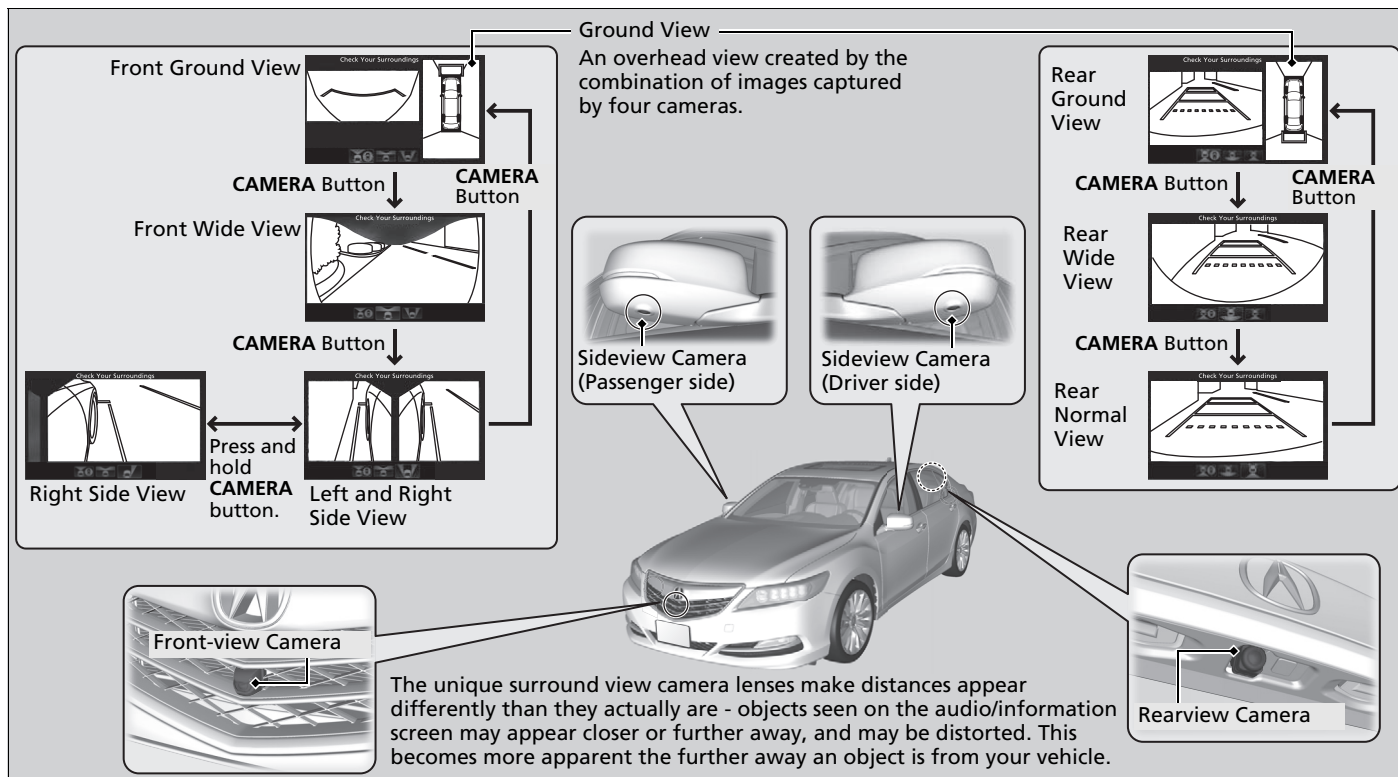 Ground View
An overhead view created by the
combination of images captured
by four cameras.
Front Ground View
Check Your Surroundings
CAMERA Button
CAMERA
Button
Front Wide View
Check Your Surroundings
CAMERA Button
Check Your Surroundings
Right Side View
Press and
hold
CAMERA
button.
Check Your Surroundings
Left and Right
Side View
Sideview Camera
(Passenger side)
Sideview Camera
(Driver side)
Rear
Ground
View
Check Your Surroundings
CAMERA Button
CAMERA
Button
Rear
Wide
View
Check Your Surroundings
CAMERA Button
Rear
Normal
View
Check Your Surroundings
Front-view Camera
Rearview Camera
The unique surround view camera lenses make distances appear
differently than they actually are - objects seen on the audio/information
screen may appear closer or further away, and may be distorted. This
becomes more apparent the further away an object is from your vehicle.